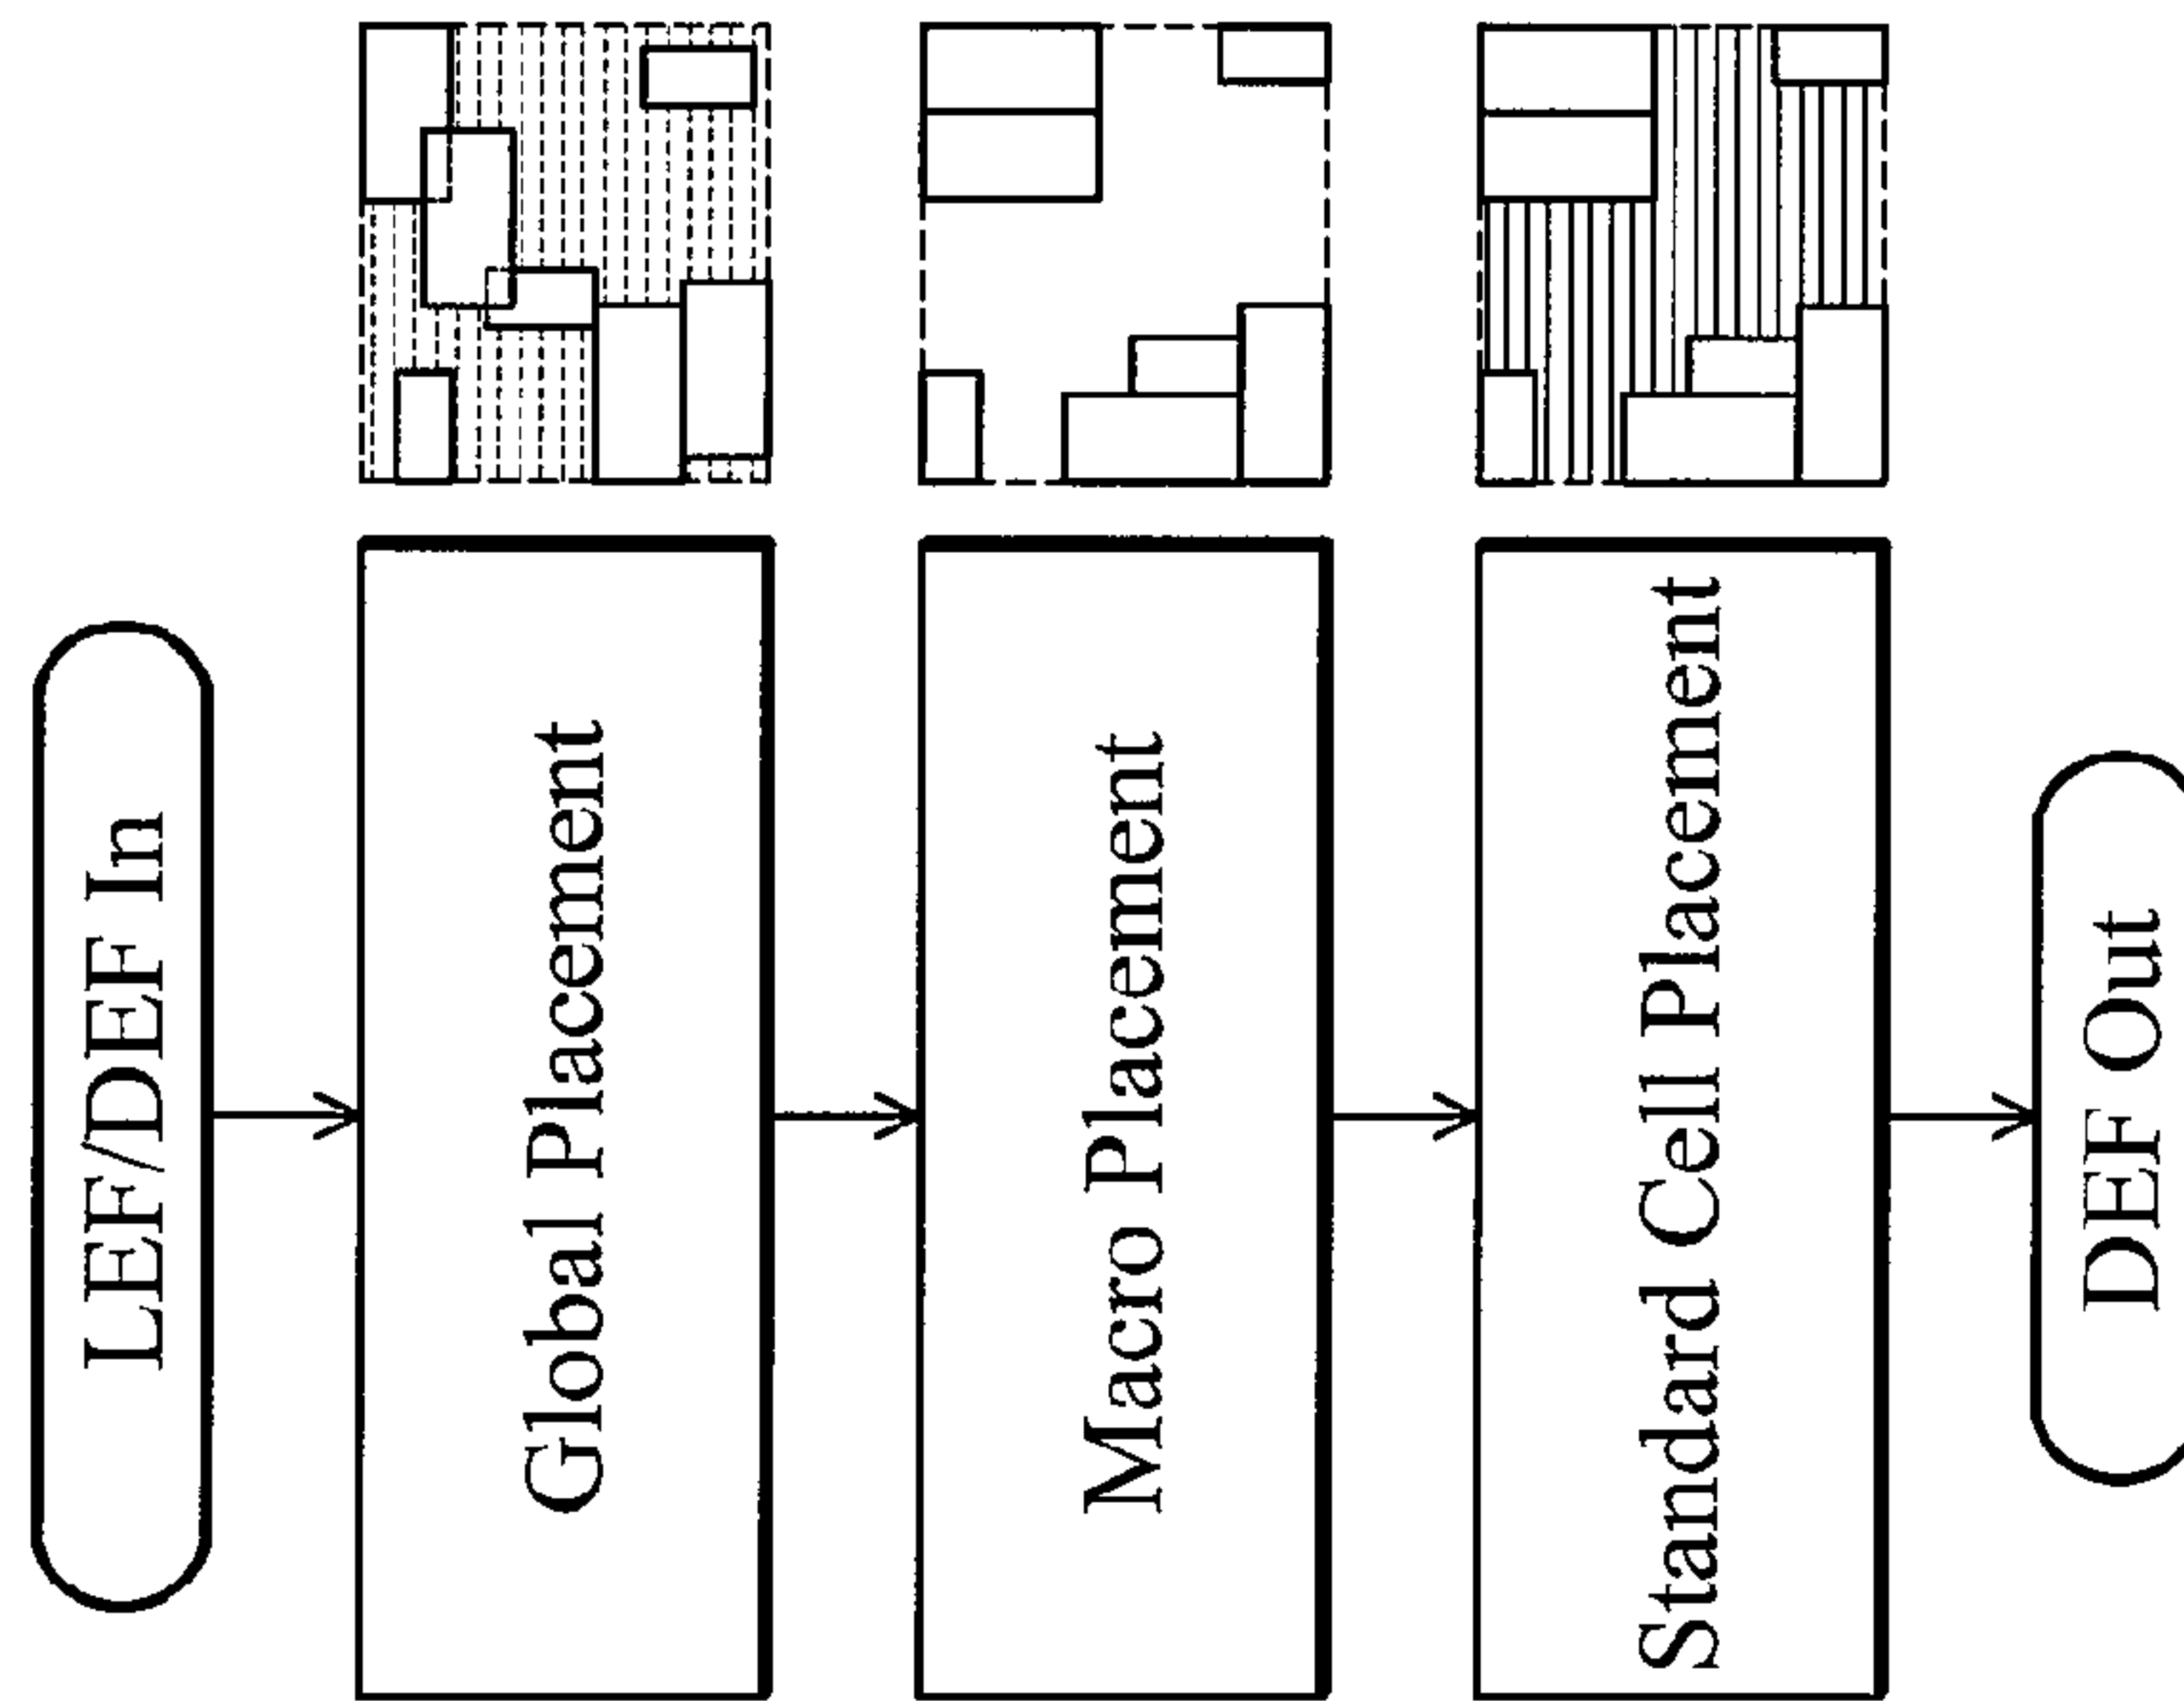 LEF/DEF In
Global Placement
Macro Placement
Standard Cell Placement
DEF Out